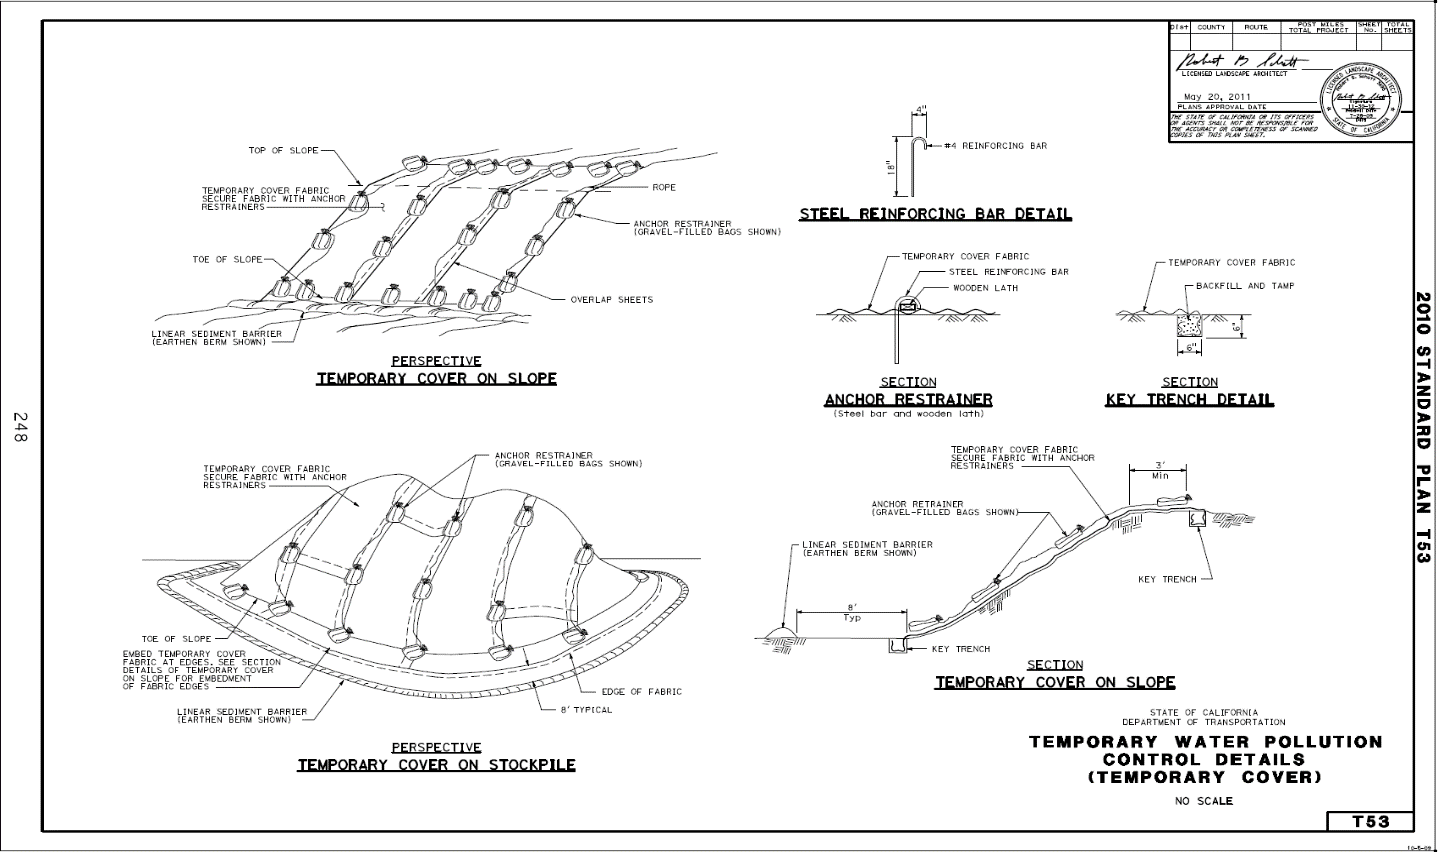 Dist COUNTY ROUTE POST MILES TOTAL PROJECT SHEET No. TOTAL SHEETS
LICENSED LANDSCAPE ARCHITECT
May 20, 2011
PLANS APPROVAL DATE
THE STATE OF CALIFORNIA OR ITS OFFICERS
OR AGENTS SHALL NOT BE RESPONSIBLE FOR
THE ACCURACY OR COMPLETENESS OF SCANNED
COPIES OF THIS PLAN SHEET.
LICENSED LANDSCAPE ARCHITECT
STATE OF CALIFORNIA
TOP OF SLOPE
TEMPORARY COVER FABRIC
SECURE FABRIC WITH ANCHOR
RESTRAINERS
TOE OF SLOPE
LINEAR SEDIMENT BARRIER
(EARTHEN BERM SHOWN)
ROPE
ANCHOR RESTRAINER
(GRAVEL-FILLED BAGS SHOWN)
OVERLAP SHEETS
PERSPECTIVE
TEMPORARY COVER ON SLOPE
4"
18"
#4 REINFORCING BAR
STEEL REINFORCING BAR DETAIL
TEMPORARY COVER FABRIC
STEEL REINFORCING BAR
WOODEN LATH
SECTION
ANCHOR RESTRAINER
(Steel bar and wooden lath)
TEMPORARY COVER FABRIC
BACKFILL AND TAMP
6"
6"
SECTION
KEY TRENCH DETAIL
248
2010 STANDARD PLAN T53
ANCHOR RESTRAINER
(GRAVEL-FILLED BAGS SHOWN)
TEMPORARY COVER FABRIC
SECURE FABRIC WITH ANCHOR
RESTRAINERS
TOE OF SLOPE
EMBED TEMPORARY COVER
FABRIC AT EDGES. SEE SECTION
DETAILS OF TEMPORARY COVER
ON SLOPE FOR EMBEDMENT
OF FABRIC EDGES
LINEAR SEDIMENT BARRIER
(EARTHEN BERM SHOWN)
EDGE OF FABRIC
8' TYPICAL
PERSPECTIVE
TEMPORARY COVER ON STOCKPILE
TEMPORARY COVER FABRIC
SECURE FABRIC WITH ANCHOR
RESTRAINERS
3'
Min
ANCHOR RETRAINER
(GRAVEL-FILLED BAGS SHOWN)
LINEAR SEDIMENT BARRIER
(EARTHEN BERM SHOWN)
KEY TRENCH
8'
Typ
KEY TRENCH
SECTION
TEMPORARY COVER ON SLOPE
STATE OF CALIFORNIA
DEPARTMENT OF TRANSPORTATION
TEMPORARY WATER POLLUTION
CONTROL DETAILS
(TEMPORARY COVER)
NO SCALE
T53